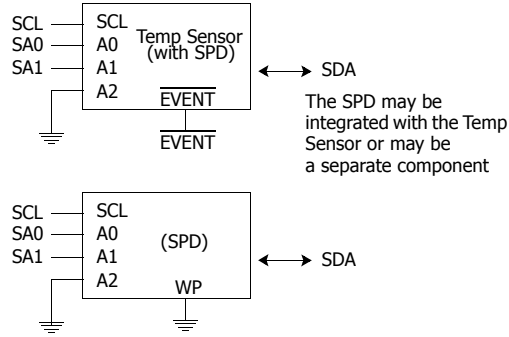 SCL SCL
SA0 A0 Temp Sensor
(with SPD)
SA1 A1 SDA
A2 EVENT
EVENT
The SPD may be
integrated with the Temp
Sensor or may be
a separate component
SCL SCL
SA0 A0 (SPD)
SA1 A1 SDA
A2 WP